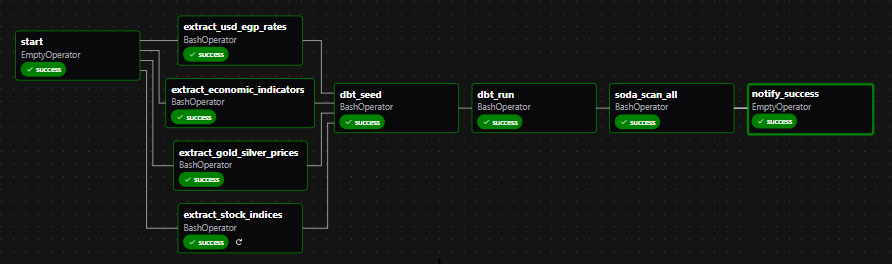 start
EmptyOperator
success
extract_usd_egp_rates
BashOperator
success
extract_economic_indicators
BashOperator
success
extract_gold_silver_prices
BashOperator
success
extract_stock_indices
BashOperator
success
dbt_seed
BashOperator
success
dbt_run
BashOperator
success
soda_scan_all
BashOperator
success
notify_success
EmptyOperator
success